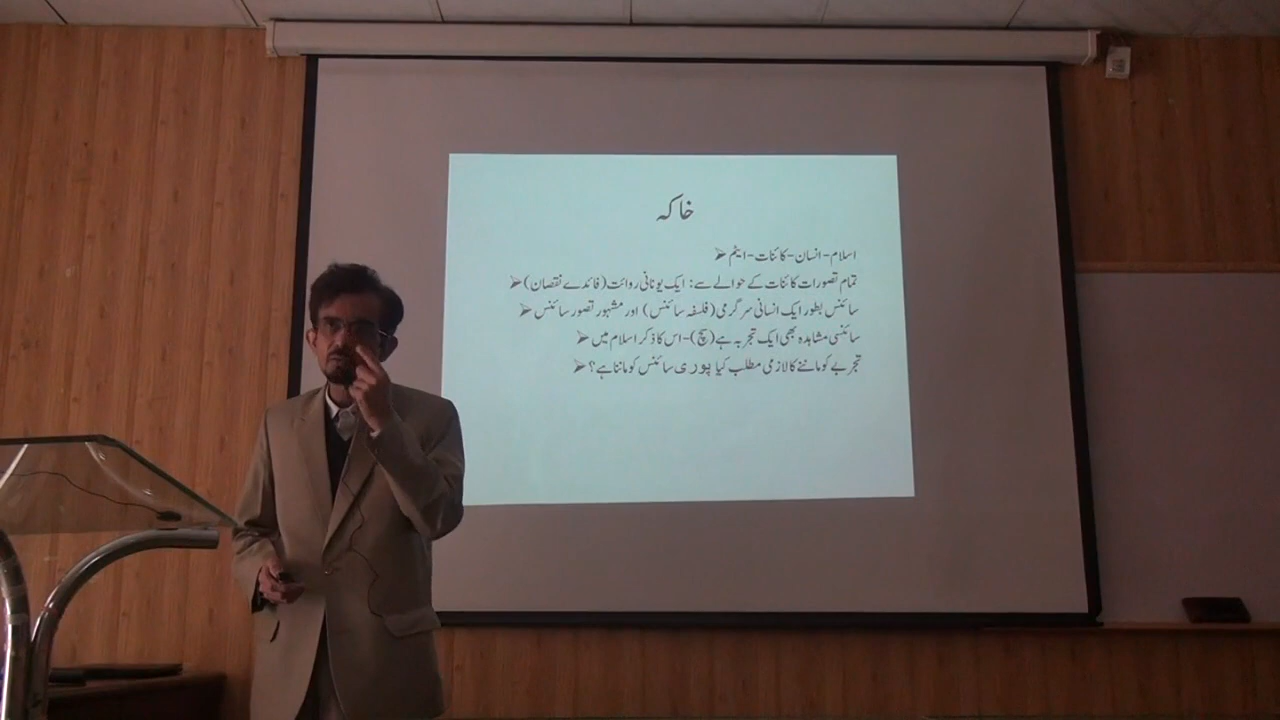 خاکہ
اسلام-انسان-کائنات-ایٹم
تمام تصورات کائنات کے حوالے سے: ایک یونانی روائت (فائدے نقصان)
سائنس بطور ایک انسانی سرگرمی (فلسفہ سائنس) اور مشہور تصور سائنس
سائنسی مشاہدہ بھی ایک تجربہ ہے (سچ)-اس کا ذکر اسلام میں
تجربے کو ماننے کا لازمی مطلب کیا پوری سائنس کو ماننا ہے؟